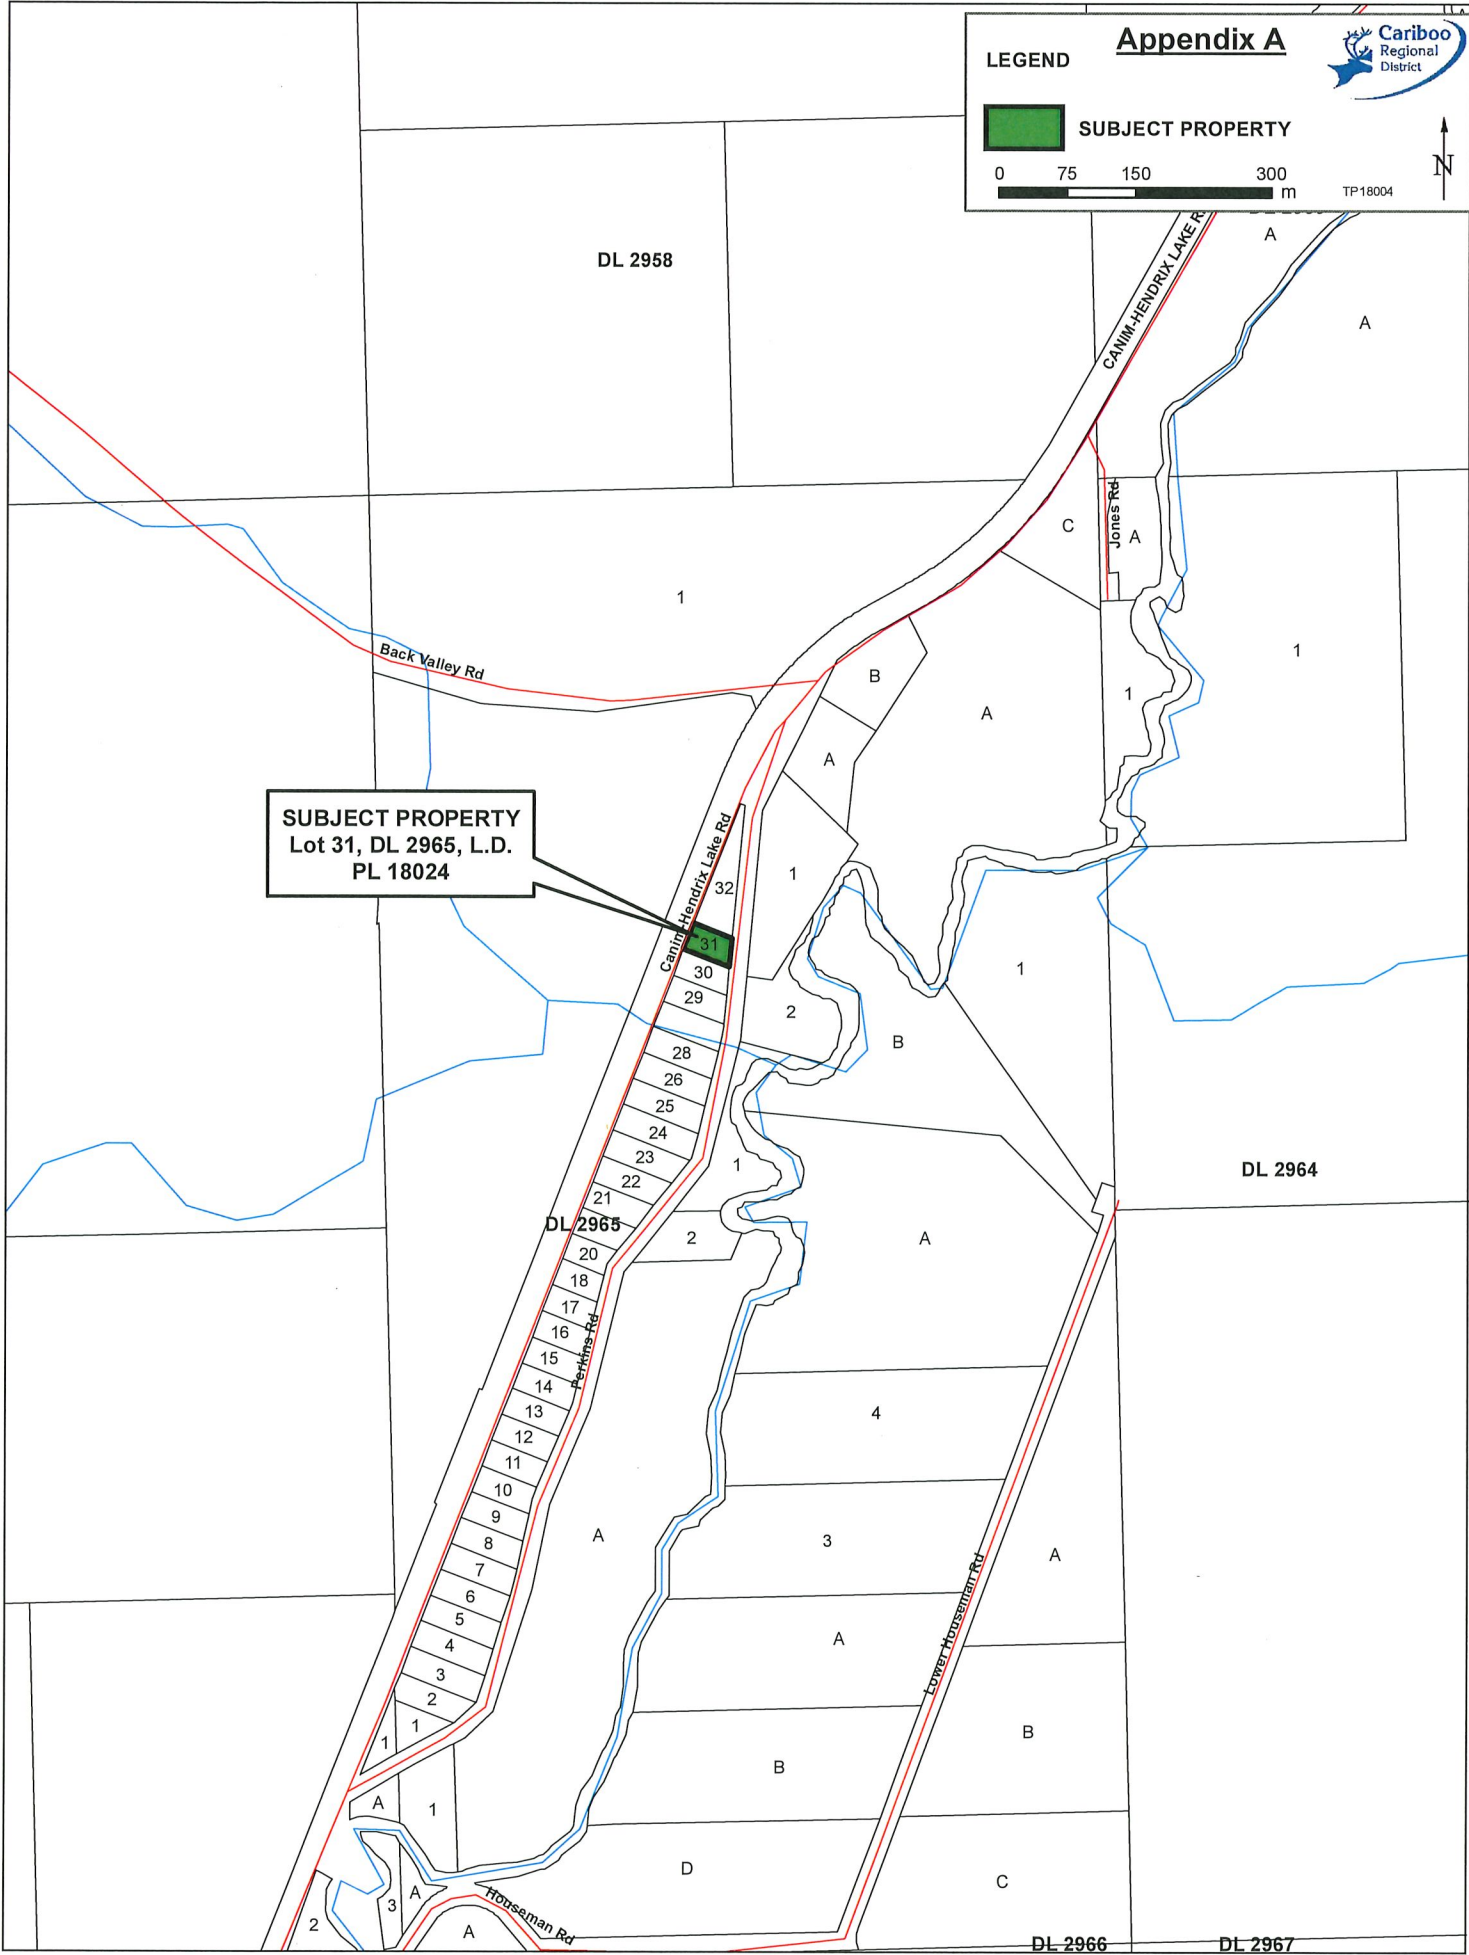 Appendix A
LEGEND
Cariboo
Regional
District
SUBJECT PROPERTY
0 75 150 300
m
TP18004
N
CANIM-HENDRIX LAKE R
A
DL 2958
A
C
Jones Rd
A
1
1
Back Valley Rd
B
1
A
A
SUBJECT PROPERTY
Lot 31, DL 2965, L.D.
PL 18024
Canim-Hendrix Lake Rd
32
1
31
30
1
29
2
B
28
26
25
24
23
1
DL 2964
22
21
DL 2965
2
A
20
18
17
Perkins Rd
16
15
14
13
4
12
11
10
9
A
3
8
A
7
Lower Houseman Rd
6
5
4
A
3
2
1
B
1
B
A
1
D
C
A
3
Houseman Rd
2
A
DL 2966
DL 2967